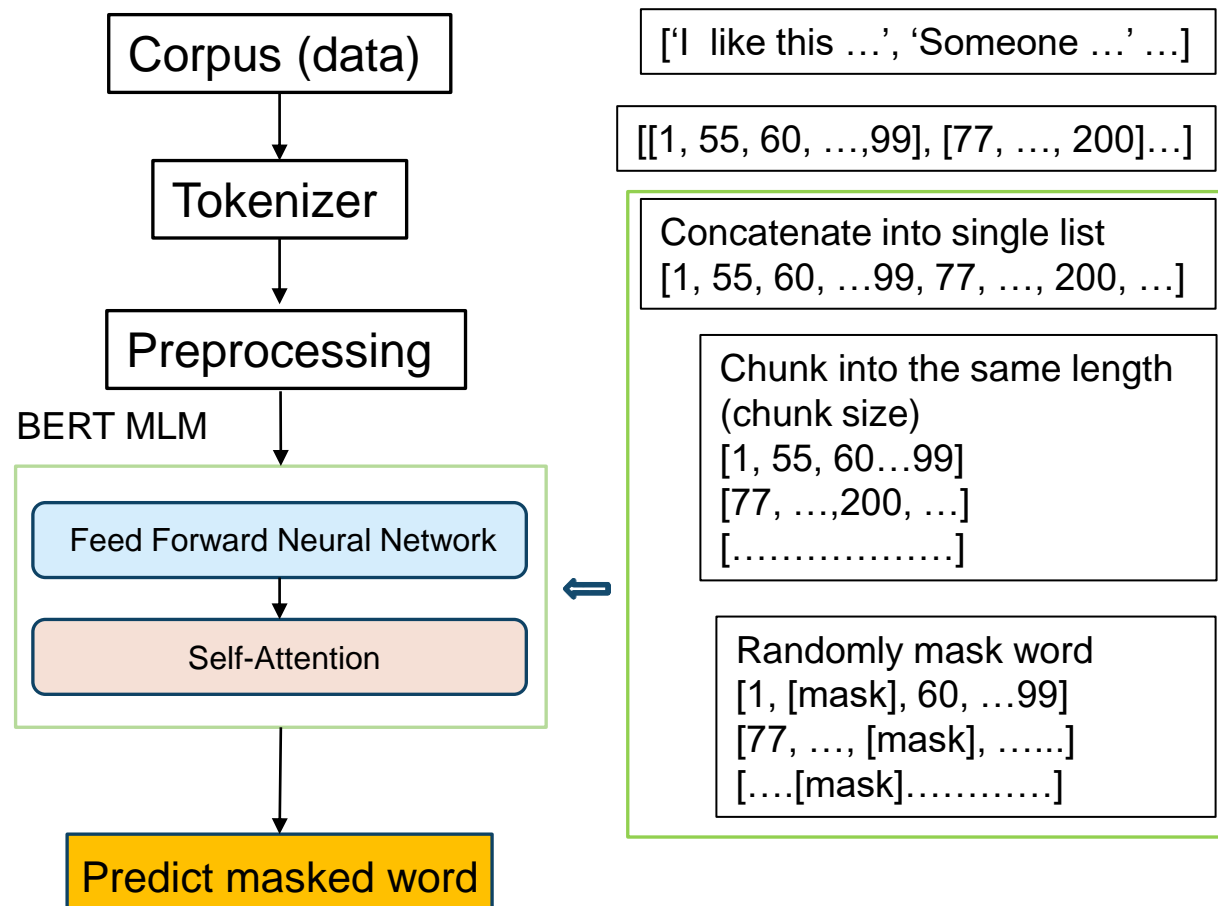 Corpus (data)
Tokenizer
Preprocessing
BERT MLM
Feed Forward Neural Network
Self-Attention
Predict masked word
[‘I like this …’, ‘Someone …’ …]
[[1, 55, 60, …,99], [77, …, 200]…]
Concatenate into single list
[1, 55, 60, …99, 77, …, 200, …]
Chunk into the same length
(chunk size)
[1, 55, 60…99]
[77, …,200, …]
[………………]
Randomly mask word
[1, [mask], 60, …99]
[77, …, [mask], …...]
[….[mask]…………]